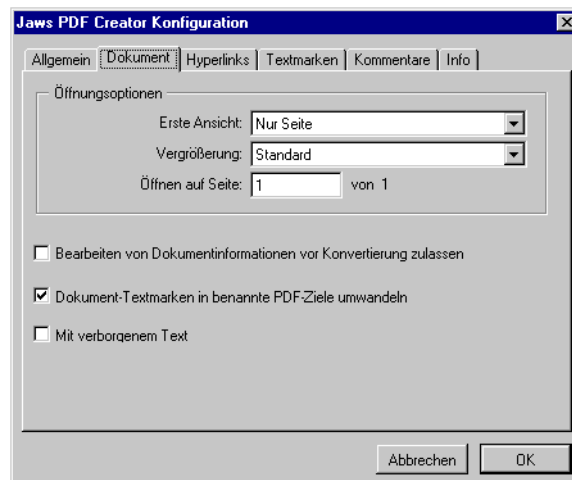 Jaws PDF Creator Konfiguration
Allgemein Dokument Hyperlinks Textmarken Kommentare Info
Öffnungsoptionen
Erste Ansicht: Nur Seite
Vergrößerung: Standard
Öffnen auf Seite: 1 von 1
Bearbeiten von Dokumentinformationen vor Konvertierung zulassen
Dokument-Textmarken in benannte PDF-Ziele umwandeln
Mit verborgenem Text
Abbrechen OK